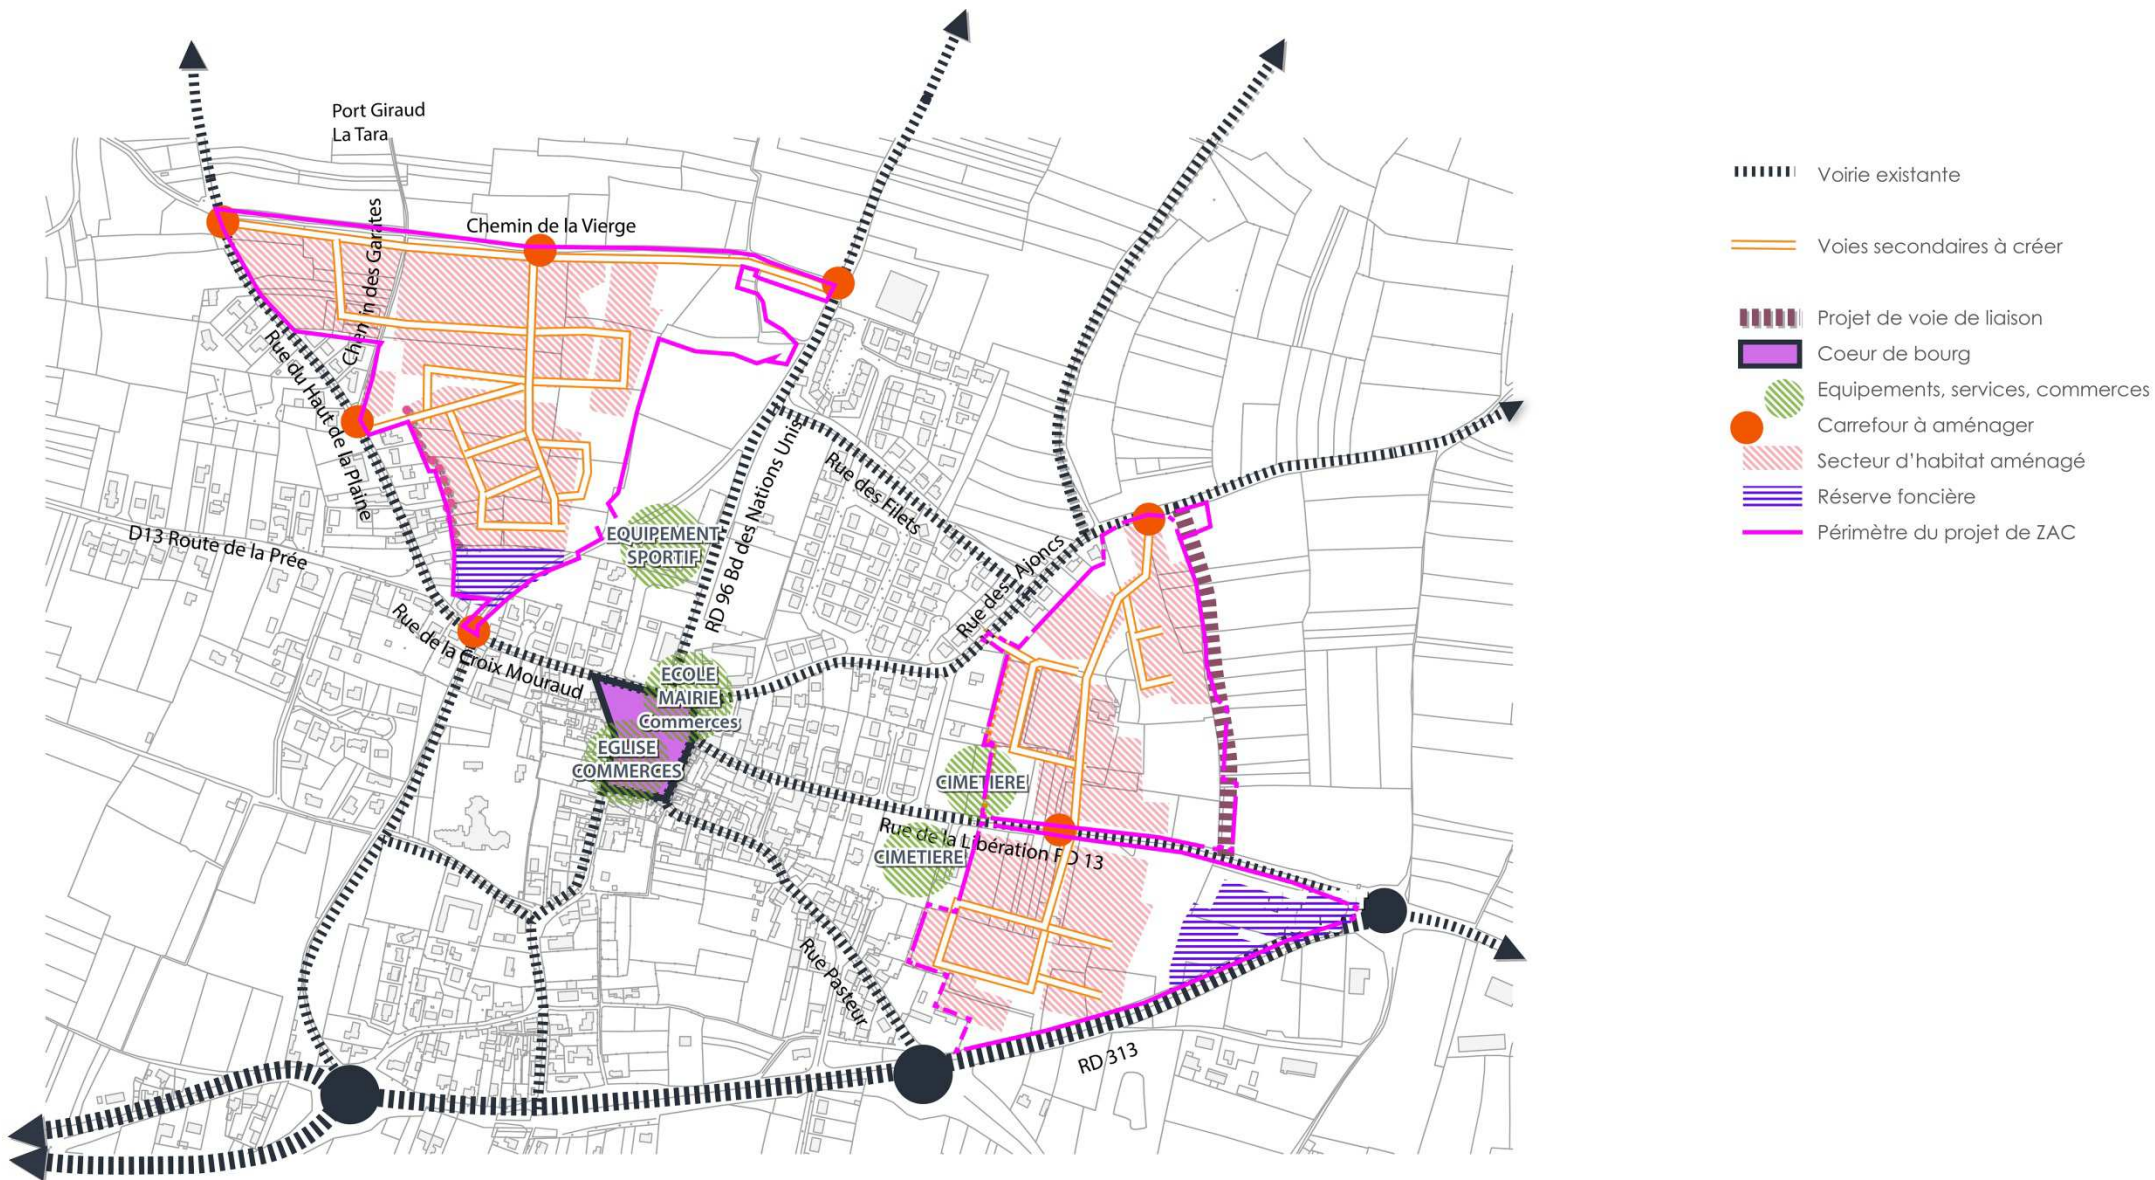 Port Giraud
La Tara
Chemin de la Vierge
Chemin des Garates
Rue du Haut de la Plaine
D13 Route de la Prée
Rue de la Croix Mouraud
EQUIPEMENT
SPORTIF
RD 96 Bd des Nations Unis
Rue des Filets
Rue des Ajoncs
ECOLE
MAIRIE
Commerces
EGLISE
COMMERCES
CIMETIERE
CIMETIERE
Rue de la Libération RD 13
Rue Pasteur
RD 313
Voirie existante
Voies secondaires à créer
Projet de voie de liaison
Coeur de bourg
Equipements, services, commerces
Carrefour à aménager
Secteur d'habitat aménagé
Réserve foncière
Périmètre du projet de ZAC